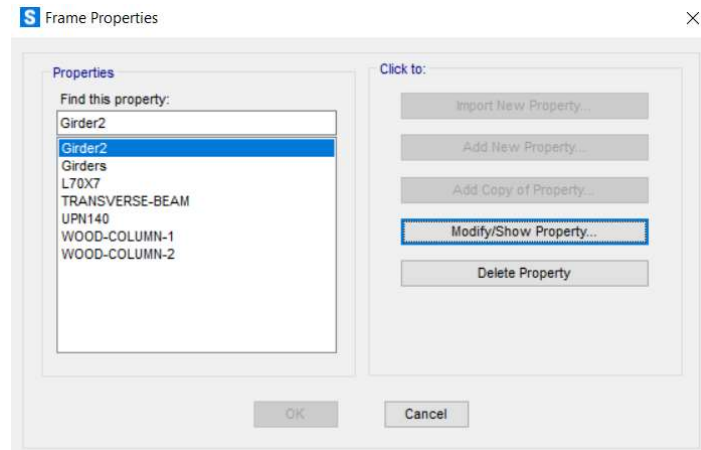 S Frame Properties
Properties
Find this property:
Girder2
Girder2
Girders
L70X7
TRANSVERSE-BEAM
UPN140
WOOD-COLUMN-1
WOOD-COLUMN-2
Click to:
Import New Property...
Add New Property...
Add Copy of Property...
Modify/Show Property...
Delete Property
OK
Cancel